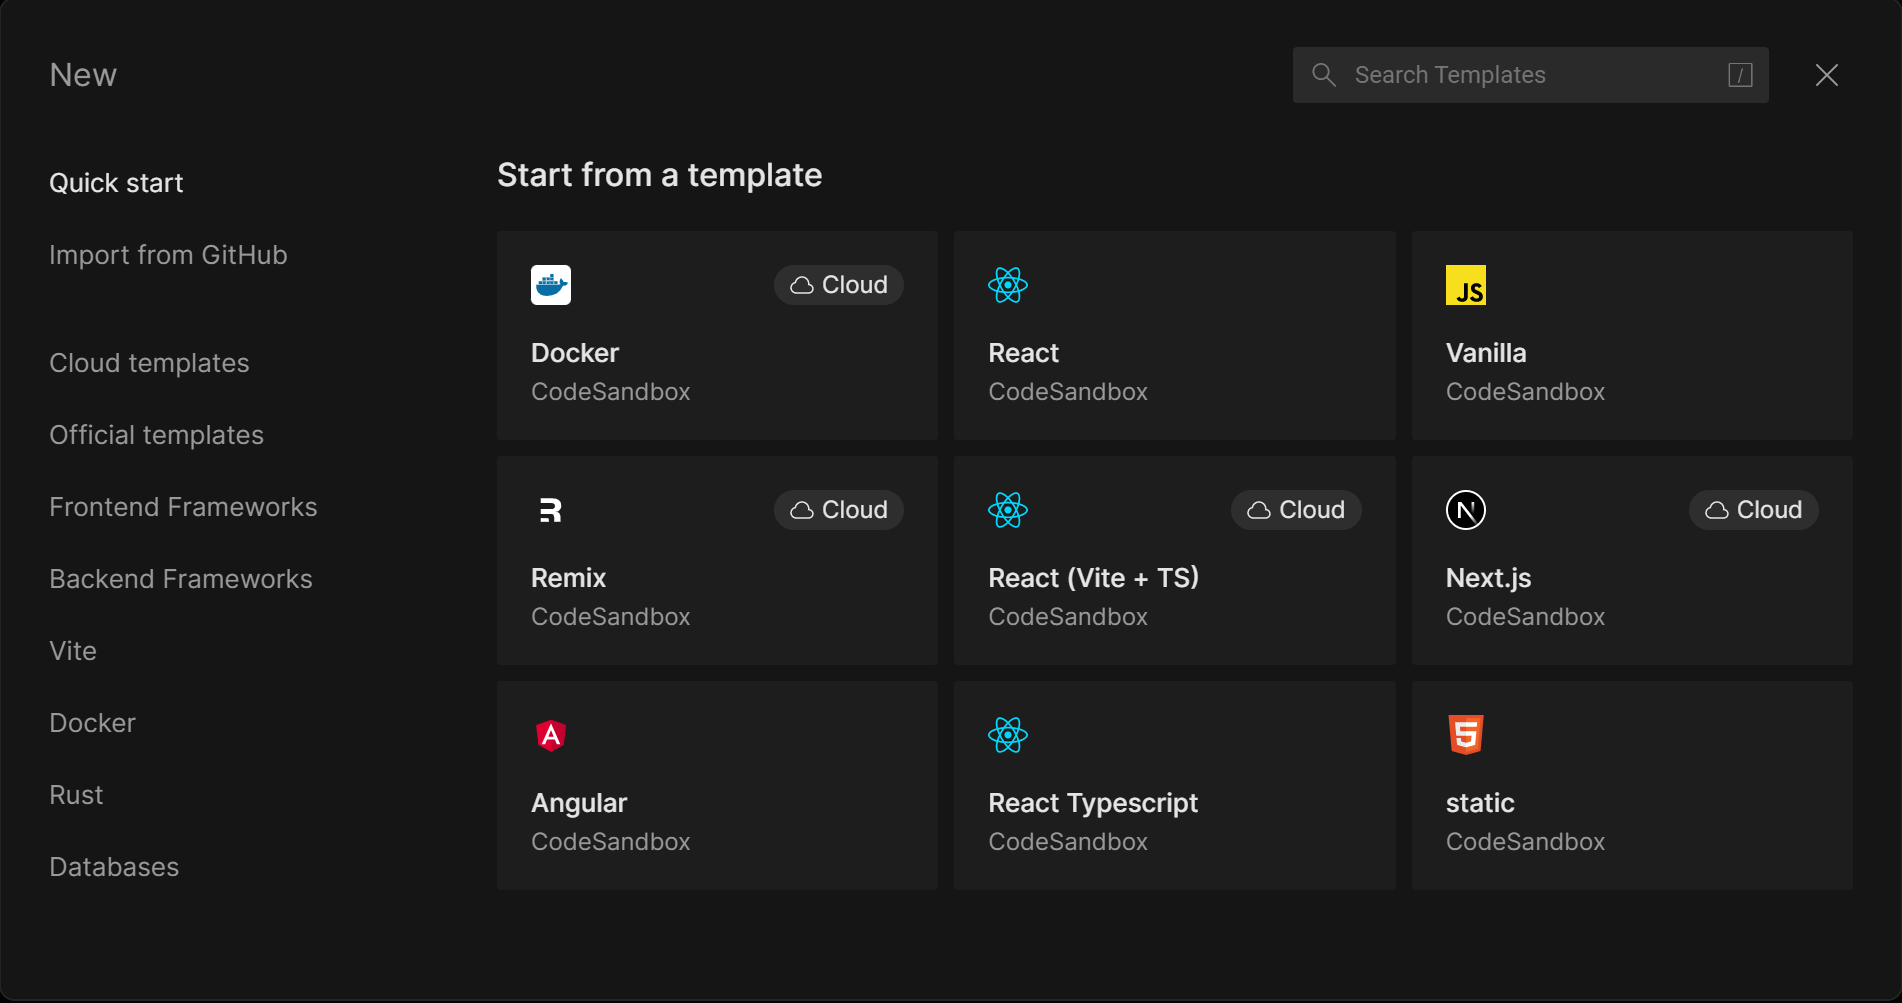 New
Search Templates /
Quick start
Import from GitHub
Cloud templates
Official templates
Frontend Frameworks
Backend Frameworks
Vite
Docker
Rust
Databases
Start from a template
Cloud
Docker
CodeSandbox
React
CodeSandbox
JS
Vanilla
CodeSandbox
R
Cloud
Remix
CodeSandbox
Cloud
React (Vite + TS)
CodeSandbox
N
Cloud
Next.js
CodeSandbox
A
Angular
CodeSandbox
React Typescript
CodeSandbox
5
static
CodeSandbox